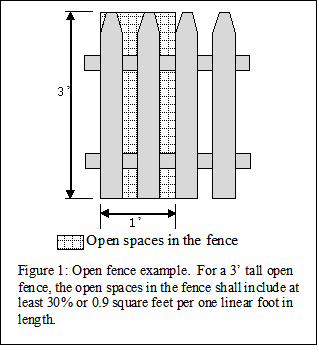 3’
1’
Open spaces in the fence
Figure 1: Open fence example. For a 3’ tall open
fence, the open spaces in the fence shall include at
least 30% or 0.9 square feet per one linear foot in
length.